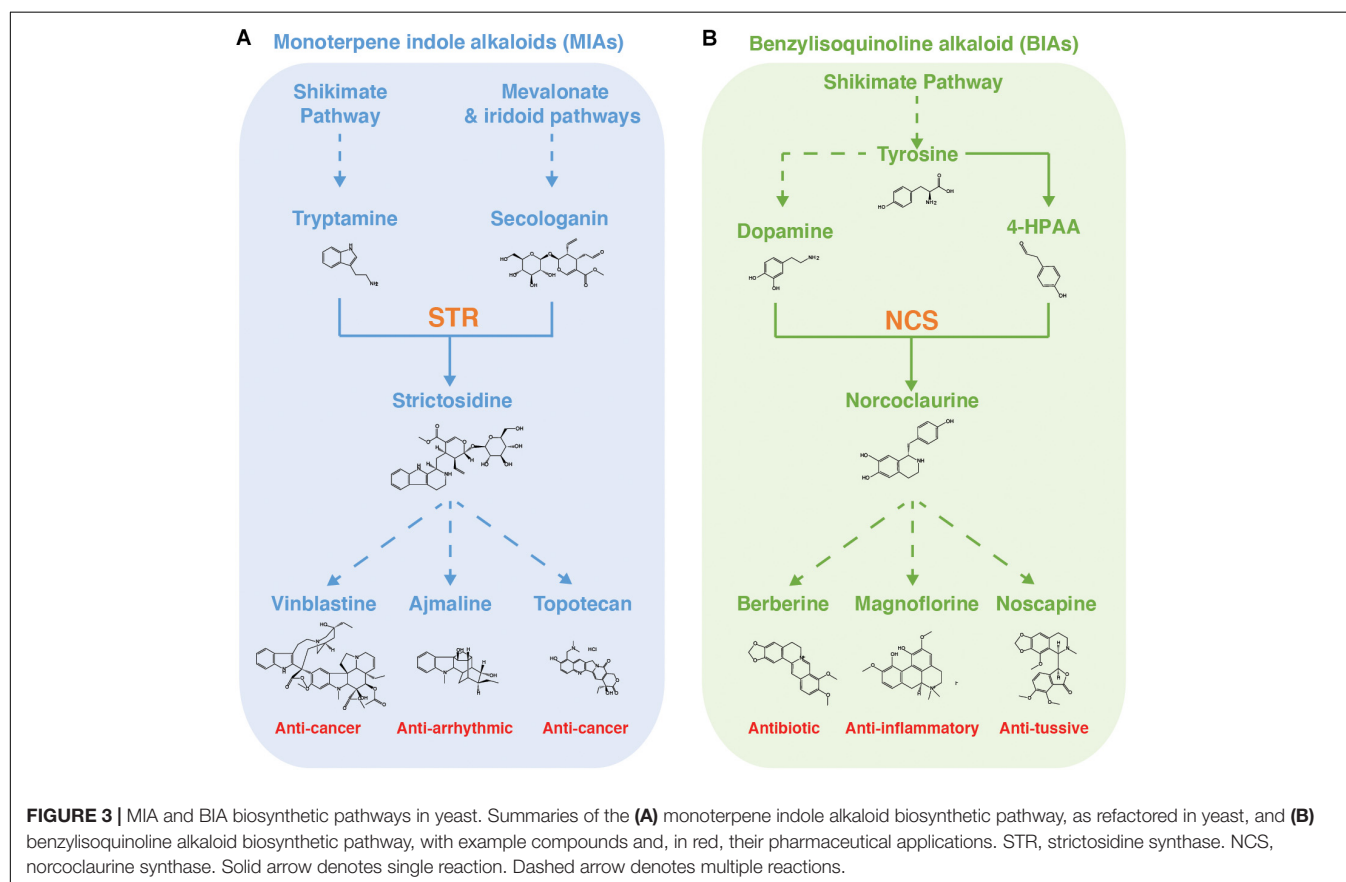 A Monoterpene indole alkaloids (MIAs)
Shikimate
Pathway
Mevalonate
& iridoid pathways
Tryptamine
Secologanin
STR
Strictosidine
Vinblastine
Ajmaline
Topotecan
Anti-cancer
Anti-arrhythmic
Anti-cancer
B Benzylisoquinoline alkaloid (BIAs)
Shikimate Pathway
Tyrosine
Dopamine
4-HPAA
NCS
Norcoclaurine
Berberine
Magnoflorine
Noscapine
Antibiotic
Anti-inflammatory
Anti-tussive
FIGURE 3 | MIA and BIA biosynthetic pathways in yeast. Summaries of the (A) monoterpene indole alkaloid biosynthetic pathway, as refactored in yeast, and (B)
benzylisoquinoline alkaloid biosynthetic pathway, with example compounds and, in red, their pharmaceutical applications. STR, strictosidine synthase. NCS,
norcoclaurine synthase. Solid arrow denotes single reaction. Dashed arrow denotes multiple reactions.